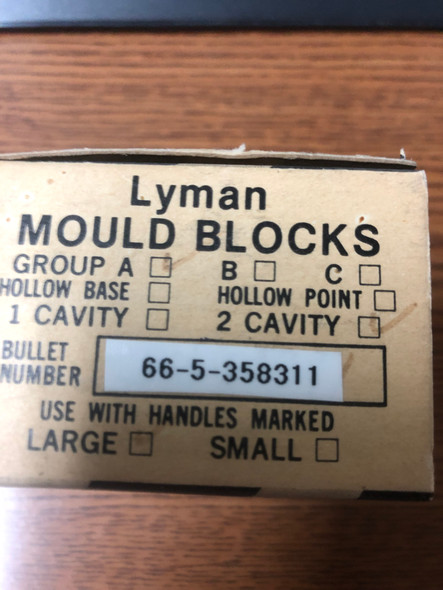 Lyman
MOULD BLOCKS
GROUP A □ B □ C □
HOLLOW BASE □ HOLLOW POINT □
1 CAVITY □ 2 CAVITY □
BULLET NUMBER 66-5-358311
USE WITH HANDLES MARKED
LARGE □ SMALL □